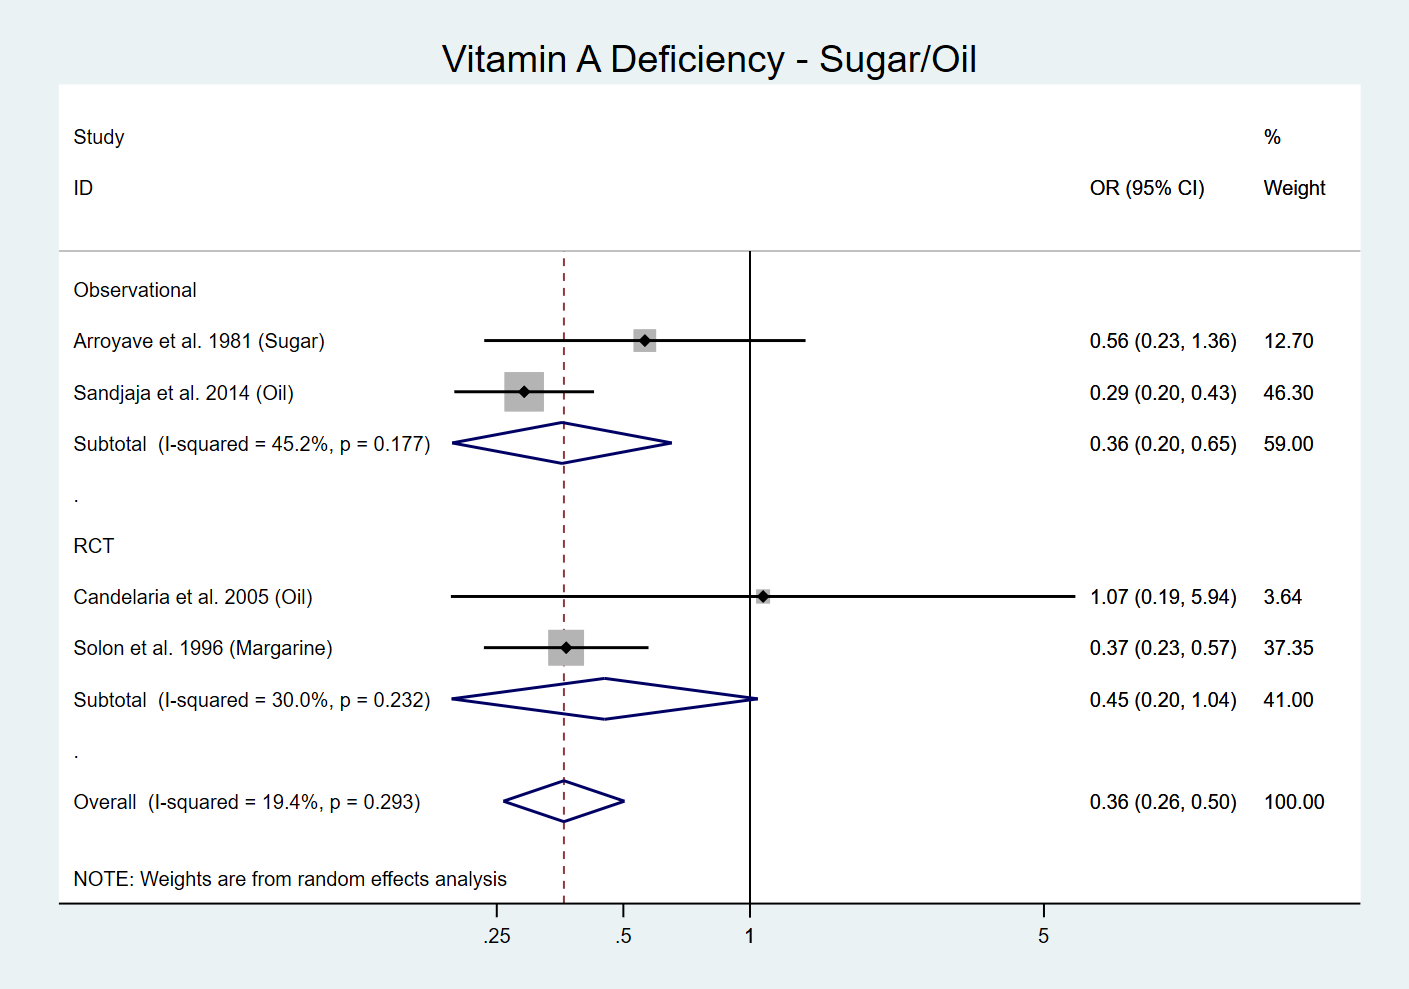 Vitamin A Deficiency - Sugar/Oil
Study %
ID OR (95% CI) Weight
Observational
Arroyave et al. 1981 (Sugar) 0.56 (0.23, 1.36) 12.70
Sandjaja et al. 2014 (Oil) 0.29 (0.20, 0.43) 46.30
Subtotal (I-squared = 45.2%, p = 0.177) 0.36 (0.20, 0.65) 59.00
.
RCT
Candelaria et al. 2005 (Oil) 1.07 (0.19, 5.94) 3.64
Solon et al. 1996 (Margarine) 0.37 (0.23, 0.57) 37.35
Subtotal (I-squared = 30.0%, p = 0.232) 0.45 (0.20, 1.04) 41.00
.
Overall (I-squared = 19.4%, p = 0.293) 0.36 (0.26, 0.50) 100.00
NOTE: Weights are from random effects analysis
.25 .5 1 5